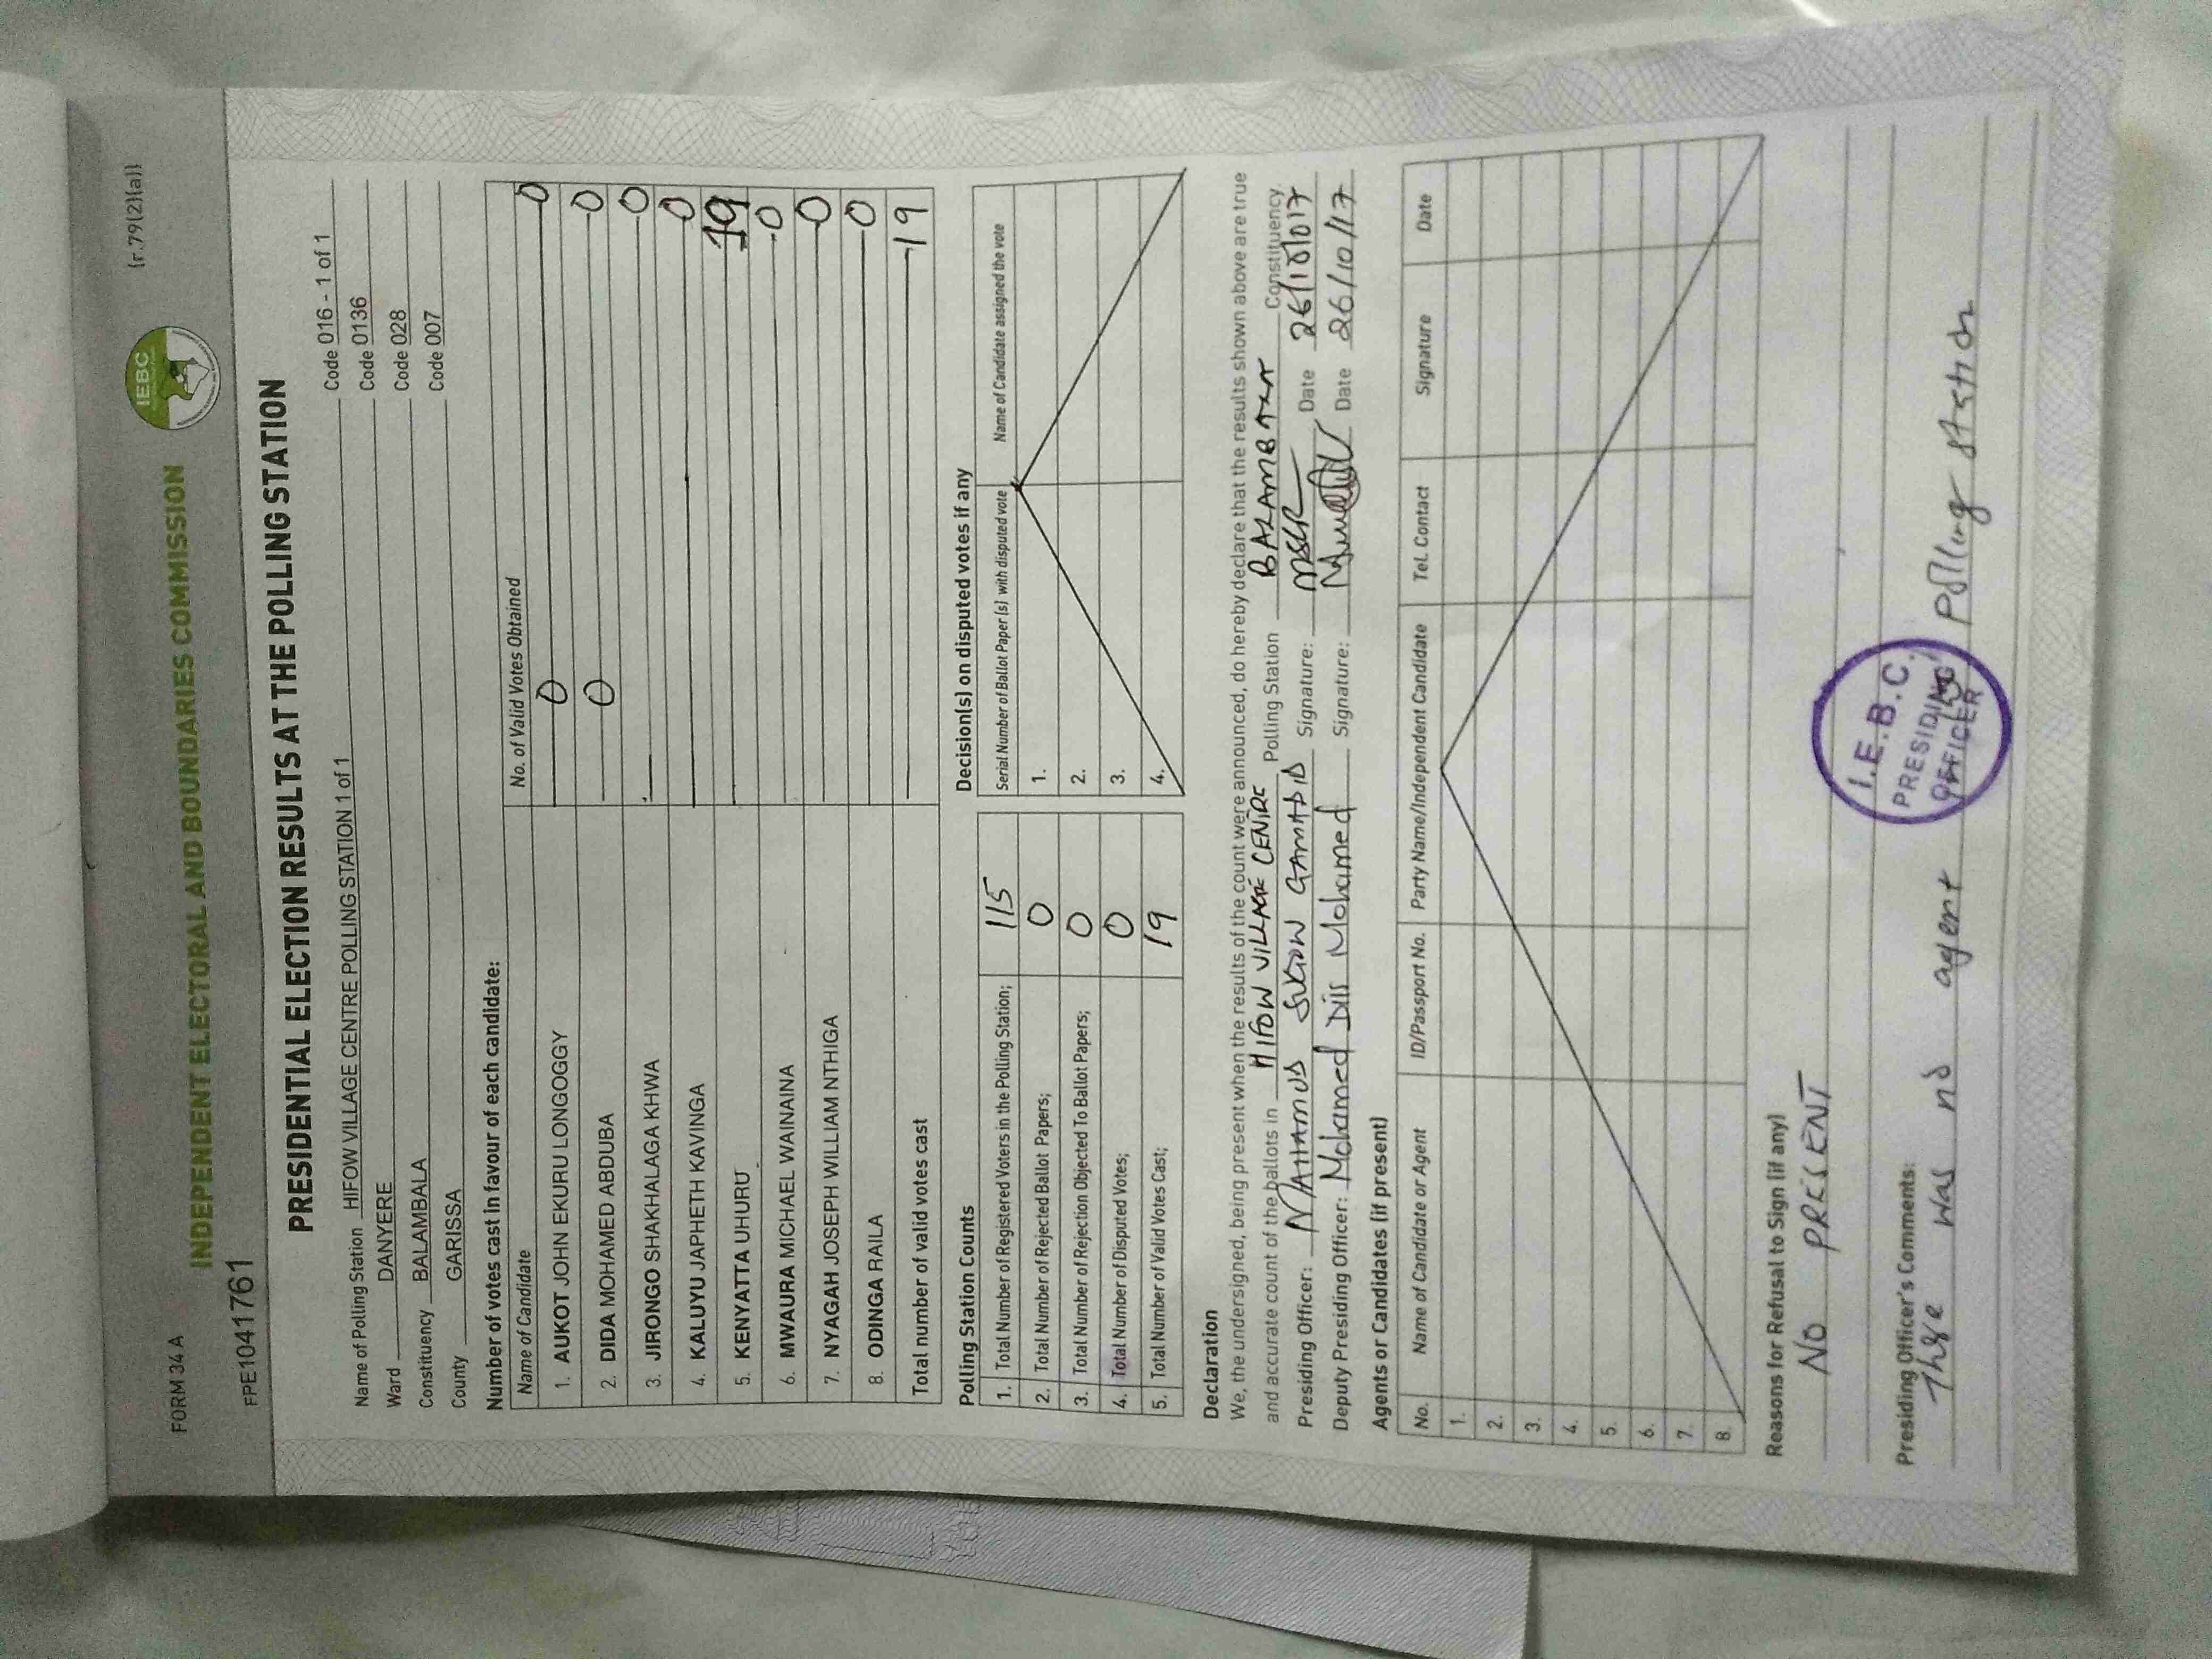 FORM 34 A
(r.79(2)(a))
IEBC
INDEPENDENT ELECTORAL AND BOUNDARIES COMMISSION
FPE1041761
PRESIDENTIAL ELECTION RESULTS AT THE POLLING STATION
Name of Polling Station HIFOW VILLAGE CENTRE POLLING STATION 1 of 1 Code 016 - 1 of 1
Ward DANYERE Code 0136
Constituency BALAMBALA Code 028
County GARISSA Code 007
Number of votes cast in favour of each candidate:
Name of Candidate No. of Valid Votes Obtained
1. AUKOT JOHN EKURU LONGOGGY 0 0
2. DIDA MOHAMED ABDUBA 0 0
3. JIRONGO SHAKHALAGA KHWA 0
4. KALUYU JAPHETH KAVINGA 0
5. KENYATTA UHURU 19
6. MWAURA MICHAEL WAINAINA 0
7. NYAGAH JOSEPH WILLIAM NTHIGA 0
8. ODINGA RAILA 0
Total number of valid votes cast 19
Polling Station Counts
1. Total Number of Registered Voters in the Polling Station; 115
2. Total Number of Rejected Ballot Papers; 0
3. Total Number of Rejection Objected To Ballot Papers; 0
4. Total Number of Disputed Votes; 0
5. Total Number of Valid Votes Cast; 19
Decision(s) on disputed votes if any
Serial Number of Ballot Paper (s) with disputed vote Name of Candidate assigned the vote
1.
2.
3.
4.
Declaration
We, the undersigned, being present when the results of the count were announced, do hereby declare that the results shown above are true
and accurate count of the ballots in HIFOW VILLAGE CENTRE Polling Station Constituency.
Presiding Officer: Signature: Date 26/10/017
Deputy Presiding Officer: Mohamed Dir Mohamed Signature: Date 26/10/17
Agents or Candidates (if present)
No. Name of Candidate or Agent ID/Passport No. Party Name/Independent Candidate Tel. Contact Signature Date
1.
2.
3.
4.
5.
6.
7.
8.
Reasons for Refusal to Sign (if any)
NO PRESENT
Presiding Officer's Comments:
was no agent Polling station
I.E.B.C.
PRESIDING
OFFICER